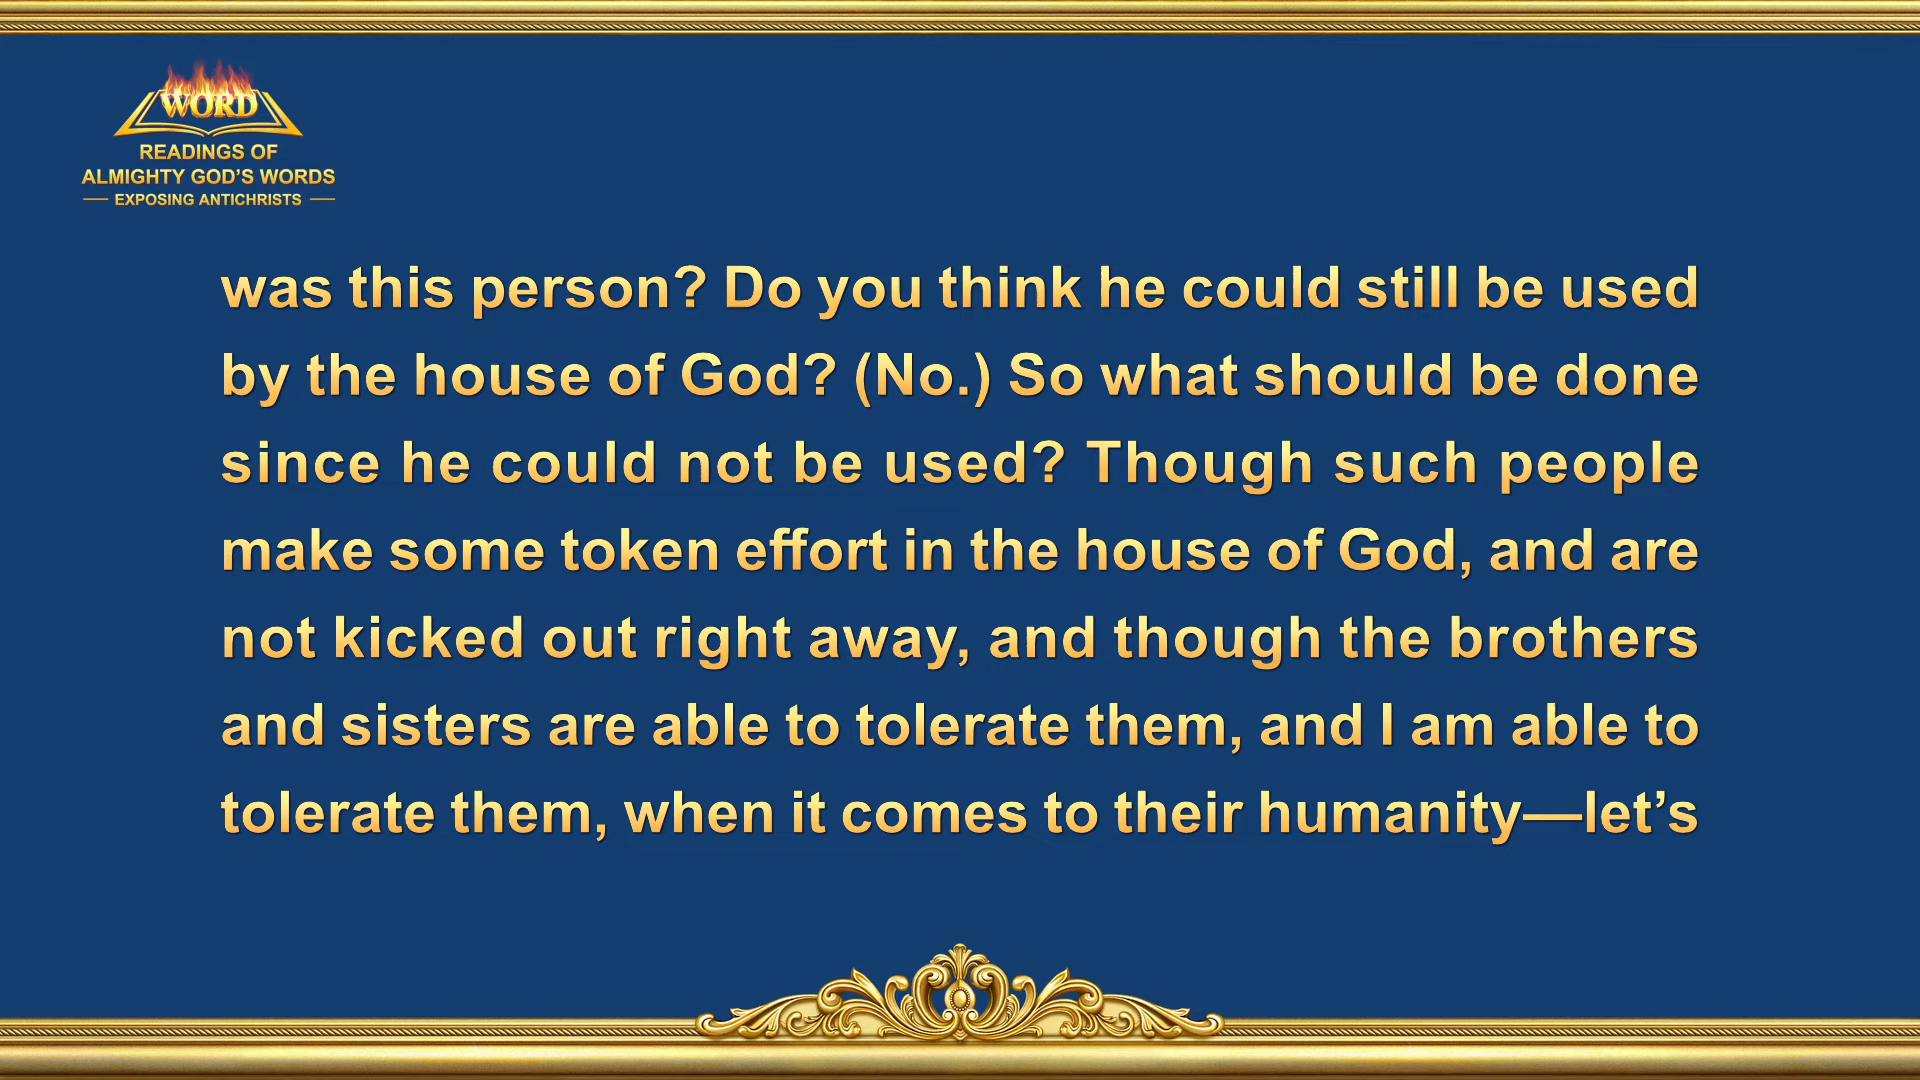 WORD
READINGS OF
ALMIGHTY GOD'S WORDS
EXPOSING ANTICHRISTS
was this person? Do you think he could still be used
by the house of God? (No.) So what should be done
since he could not be used? Though such people
make some token effort in the house of God, and are
not kicked out right away, and though the brothers
and sisters are able to tolerate them, and I am able to
tolerate them, when it comes to their humanity—let’s